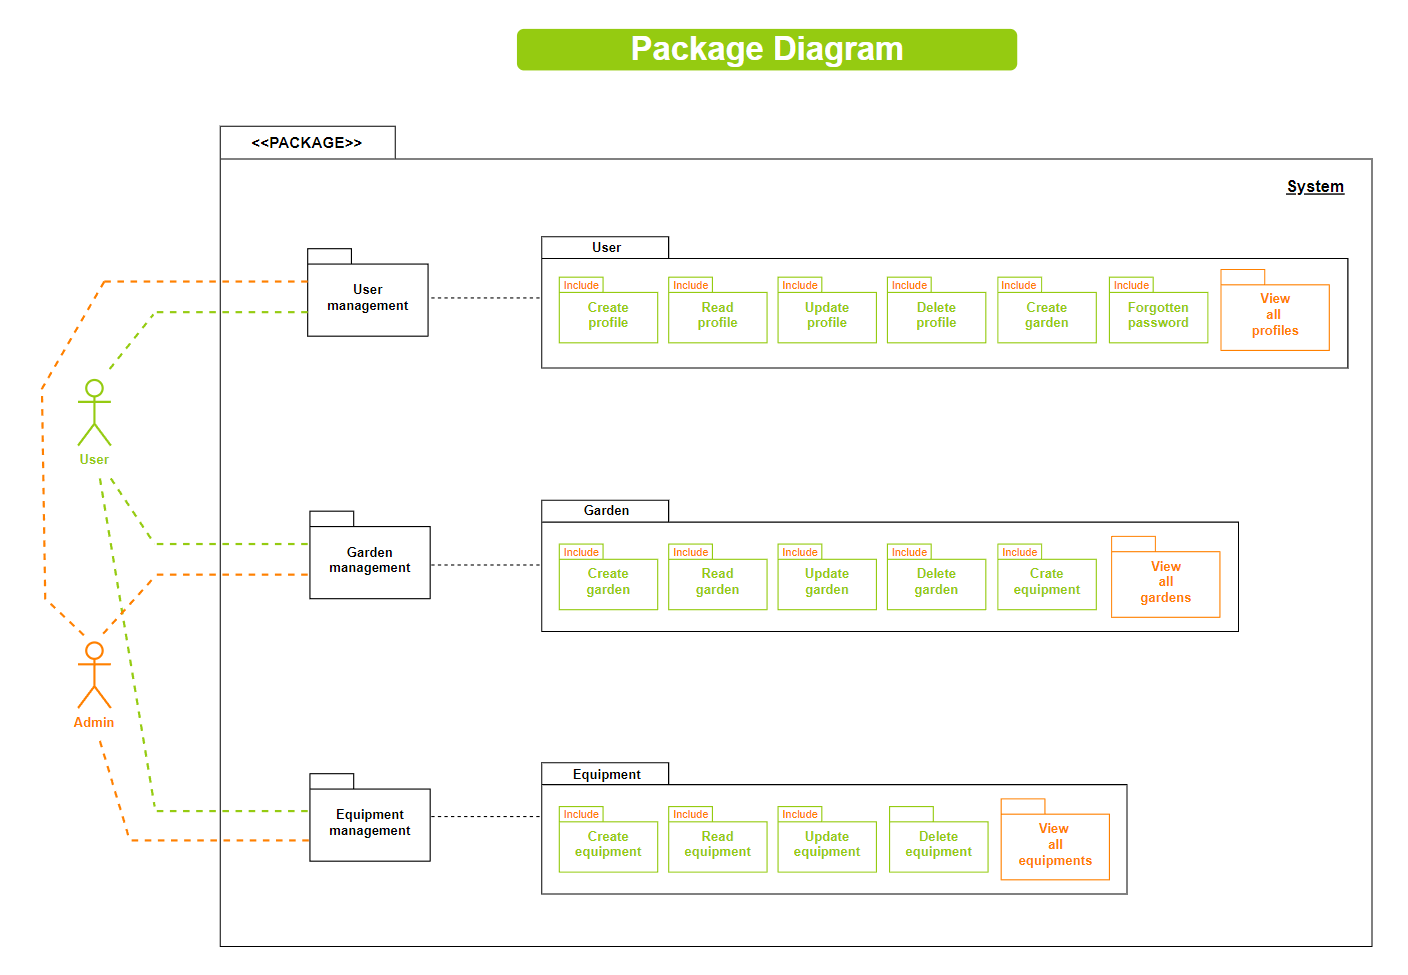 Package Diagram
<<PACKAGE>>
System
User
management
User
Include
Create
profile
Include
Read
profile
Include
Update
profile
Include
Delete
profile
Include
Create
garden
Include
Forgotten
password
View
all
profiles
User
Garden
management
Garden
Include
Create
garden
Include
Read
garden
Include
Update
garden
Include
Delete
garden
Include
Crate
equipment
View
all
gardens
Admin
Equipment
management
Equipment
Include
Create
equipment
Include
Read
equipment
Include
Update
equipment
Delete
equipment
View
all
equipments